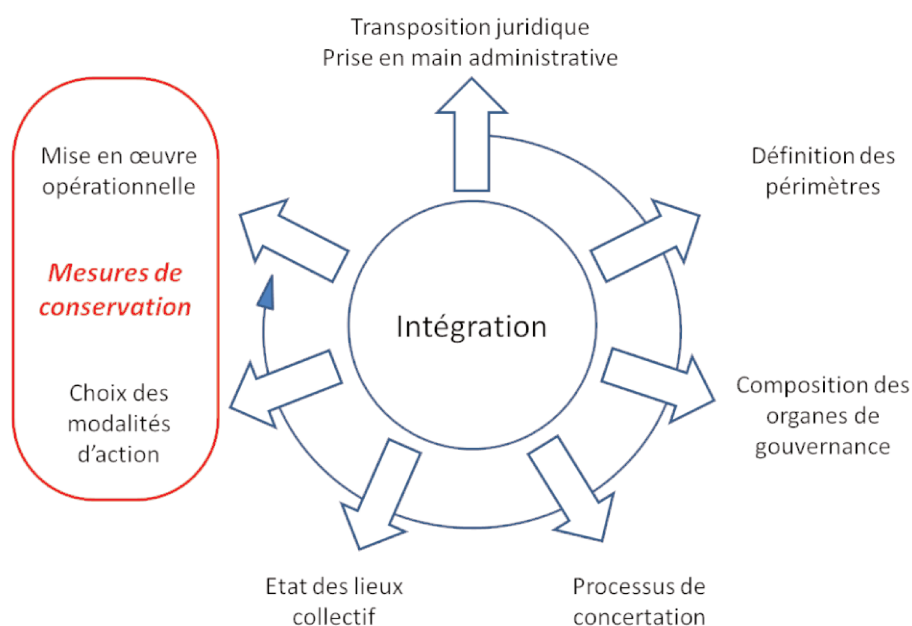 Transposition juridique
Prise en main administrative
Définition des
périmètres
Composition des
organes de
gouvernance
Processus de
concertation
Etat des lieux
collectif
Choix des
modalités
d'action
Mesures de
conservation
Mise en œuvre
opérationnelle
Intégration